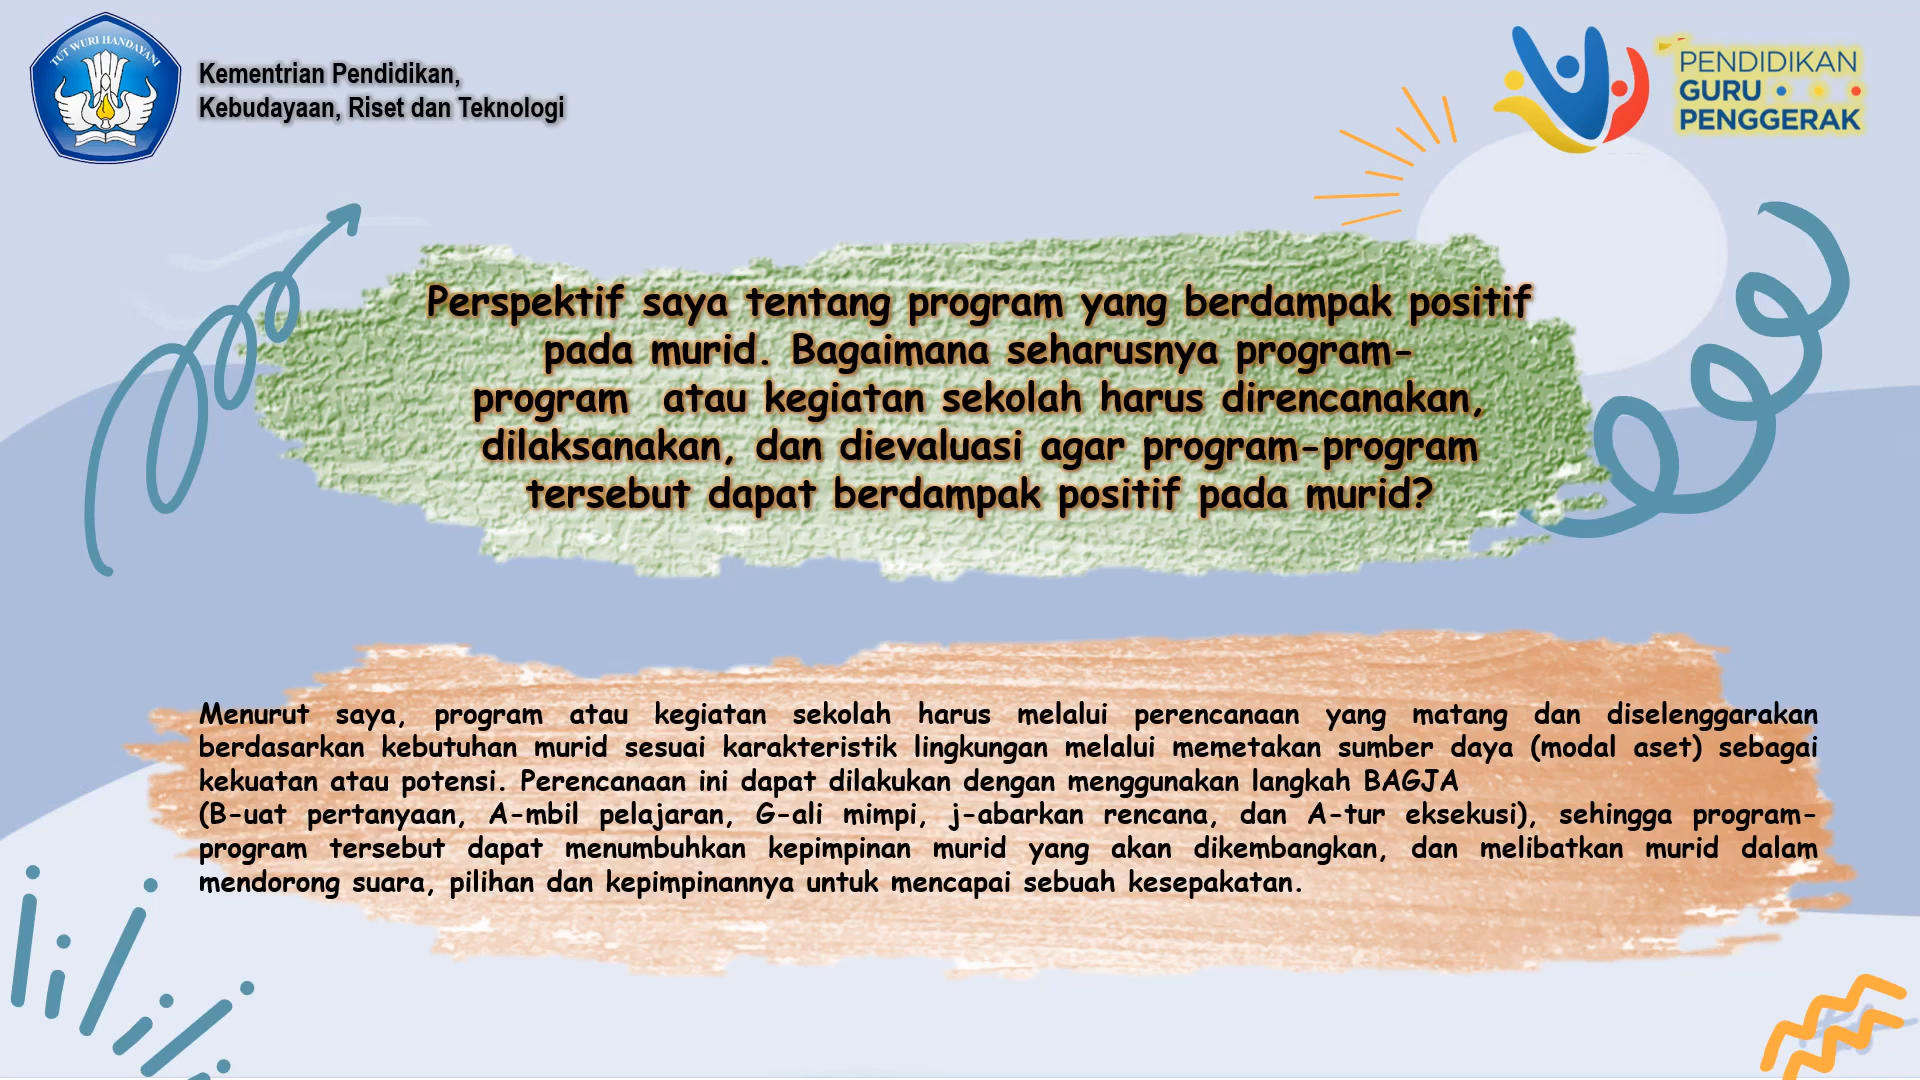 TUT WURI HANDAYANI
Kementrian Pendidikan,
Kebudayaan, Riset dan Teknologi
PENDIDIKAN
GURU
PENGGERAK
Perspektif saya tentang program yang berdampak positif
pada murid. Bagaimana seharusnya program-
program atau kegiatan sekolah harus direncanakan,
dilaksanakan, dan dievaluasi agar program-program
tersebut dapat berdampak positif pada murid?
Menurut saya, program atau kegiatan sekolah harus melalui perencanaan yang matang dan diselenggarakan
berdasarkan kebutuhan murid sesuai karakteristik lingkungan melalui memetakan sumber daya (modal aset) sebagai
kekuatan atau potensi. Perencanaan ini dapat dilakukan dengan menggunakan langkah BAGJA
(B-uat pertanyaan, A-mbil pelajaran, G-ali mimpi, j-abarkan rencana, dan A-tur eksekusi), sehingga program-
program tersebut dapat menumbuhkan kepimpinan murid yang akan dikembangkan, dan melibatkan murid dalam
mendorong suara, pilihan dan kepimpinannya untuk mencapai sebuah kesepakatan.